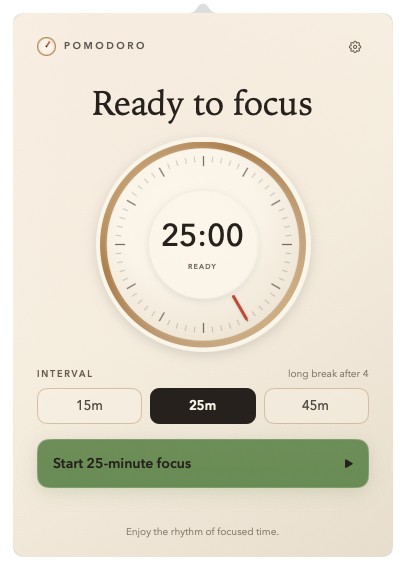 POMODORO
Ready to focus
25:00
READY
INTERVAL long break after 4
15m 25m 45m
Start 25-minute focus
Enjoy the rhythm of focused time.